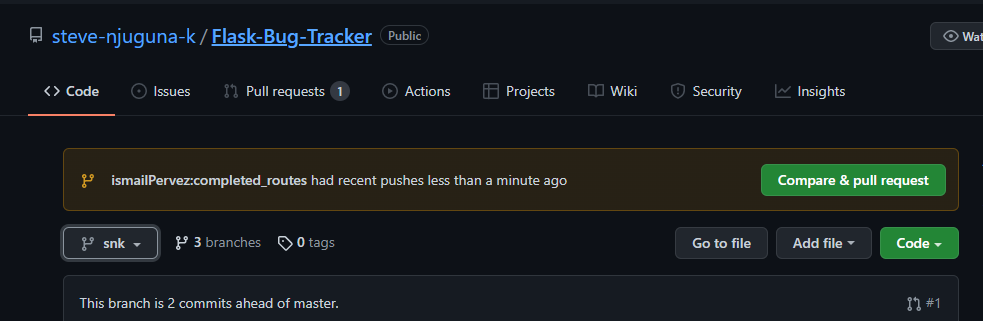 steve-njuguna-k / Flask-Bug-Tracker Public
Wat
Code Issues Pull requests 1 Actions Projects Wiki Security Insights
ismailPervez:completed_routes had recent pushes less than a minute ago Compare & pull request
snk 3 branches 0 tags Go to file Add file Code
This branch is 2 commits ahead of master. #1